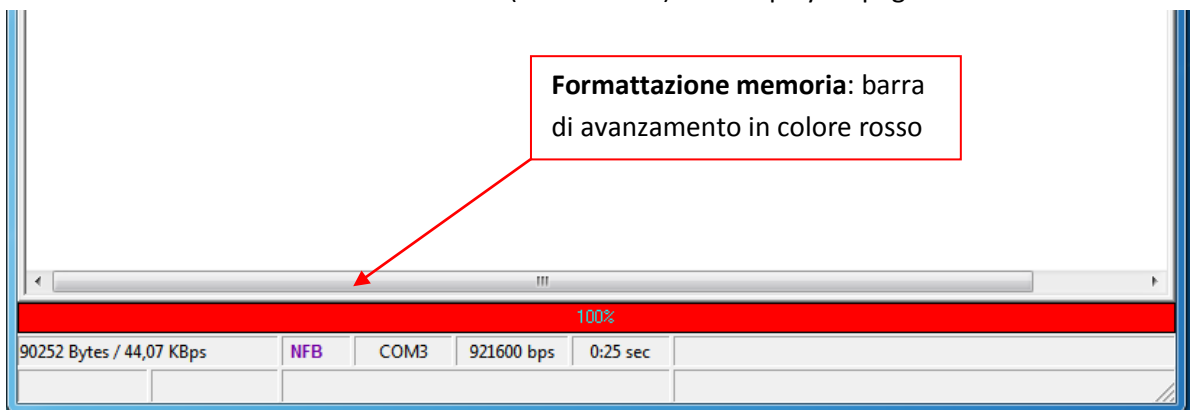 Formattazione memoria: barra
di avanzamento in colore rosso
100%
90252 Bytes / 44,07 KBps NFB COM3 921600 bps 0:25 sec